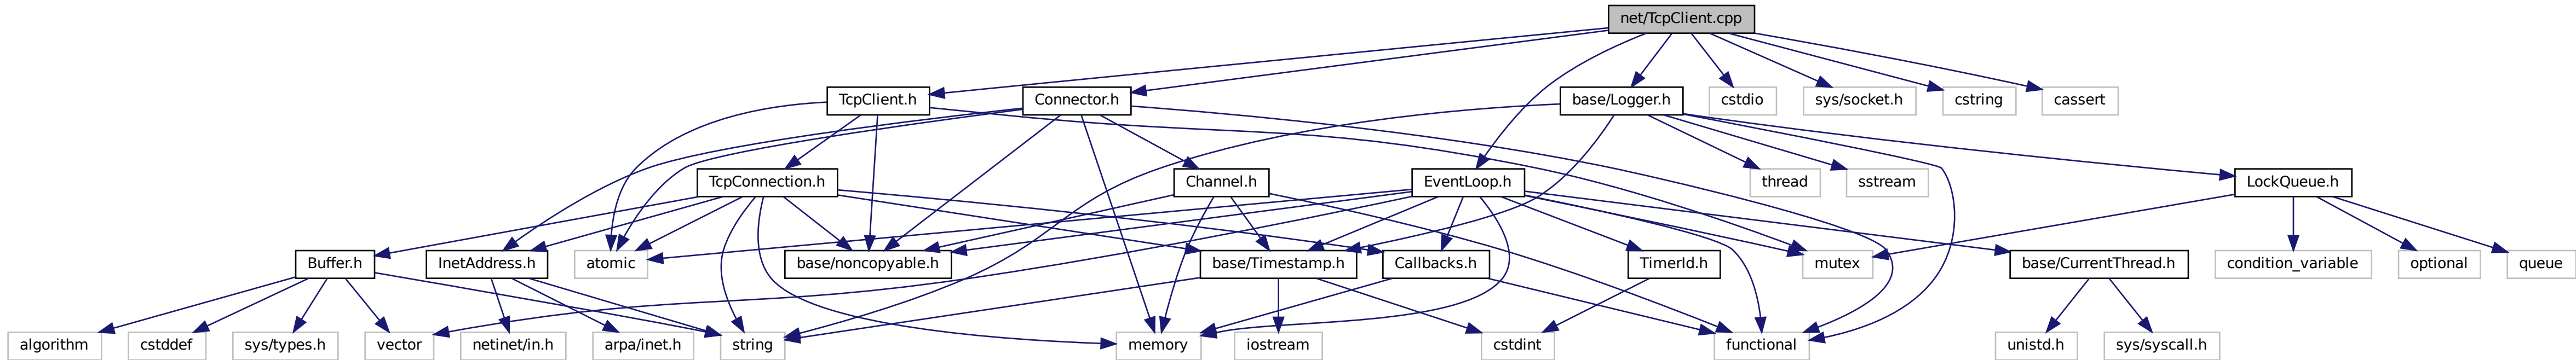 net/TcpClient.cpp
TcpClient.h
Connector.h
base/Logger.h
cstdio
sys/socket.h
cstring
cassert
TcpConnection.h
Channel.h
EventLoop.h
thread
sstream
LockQueue.h
Buffer.h
InetAddress.h
atomic
base/noncopyable.h
base/Timestamp.h
Callbacks.h
TimerId.h
mutex
base/CurrentThread.h
condition_variable
optional
queue
algorithm
cstddef
sys/types.h
vector
netinet/in.h
arpa/inet.h
string
memory
iostream
cstdint
functional
unistd.h
sys/syscall.h